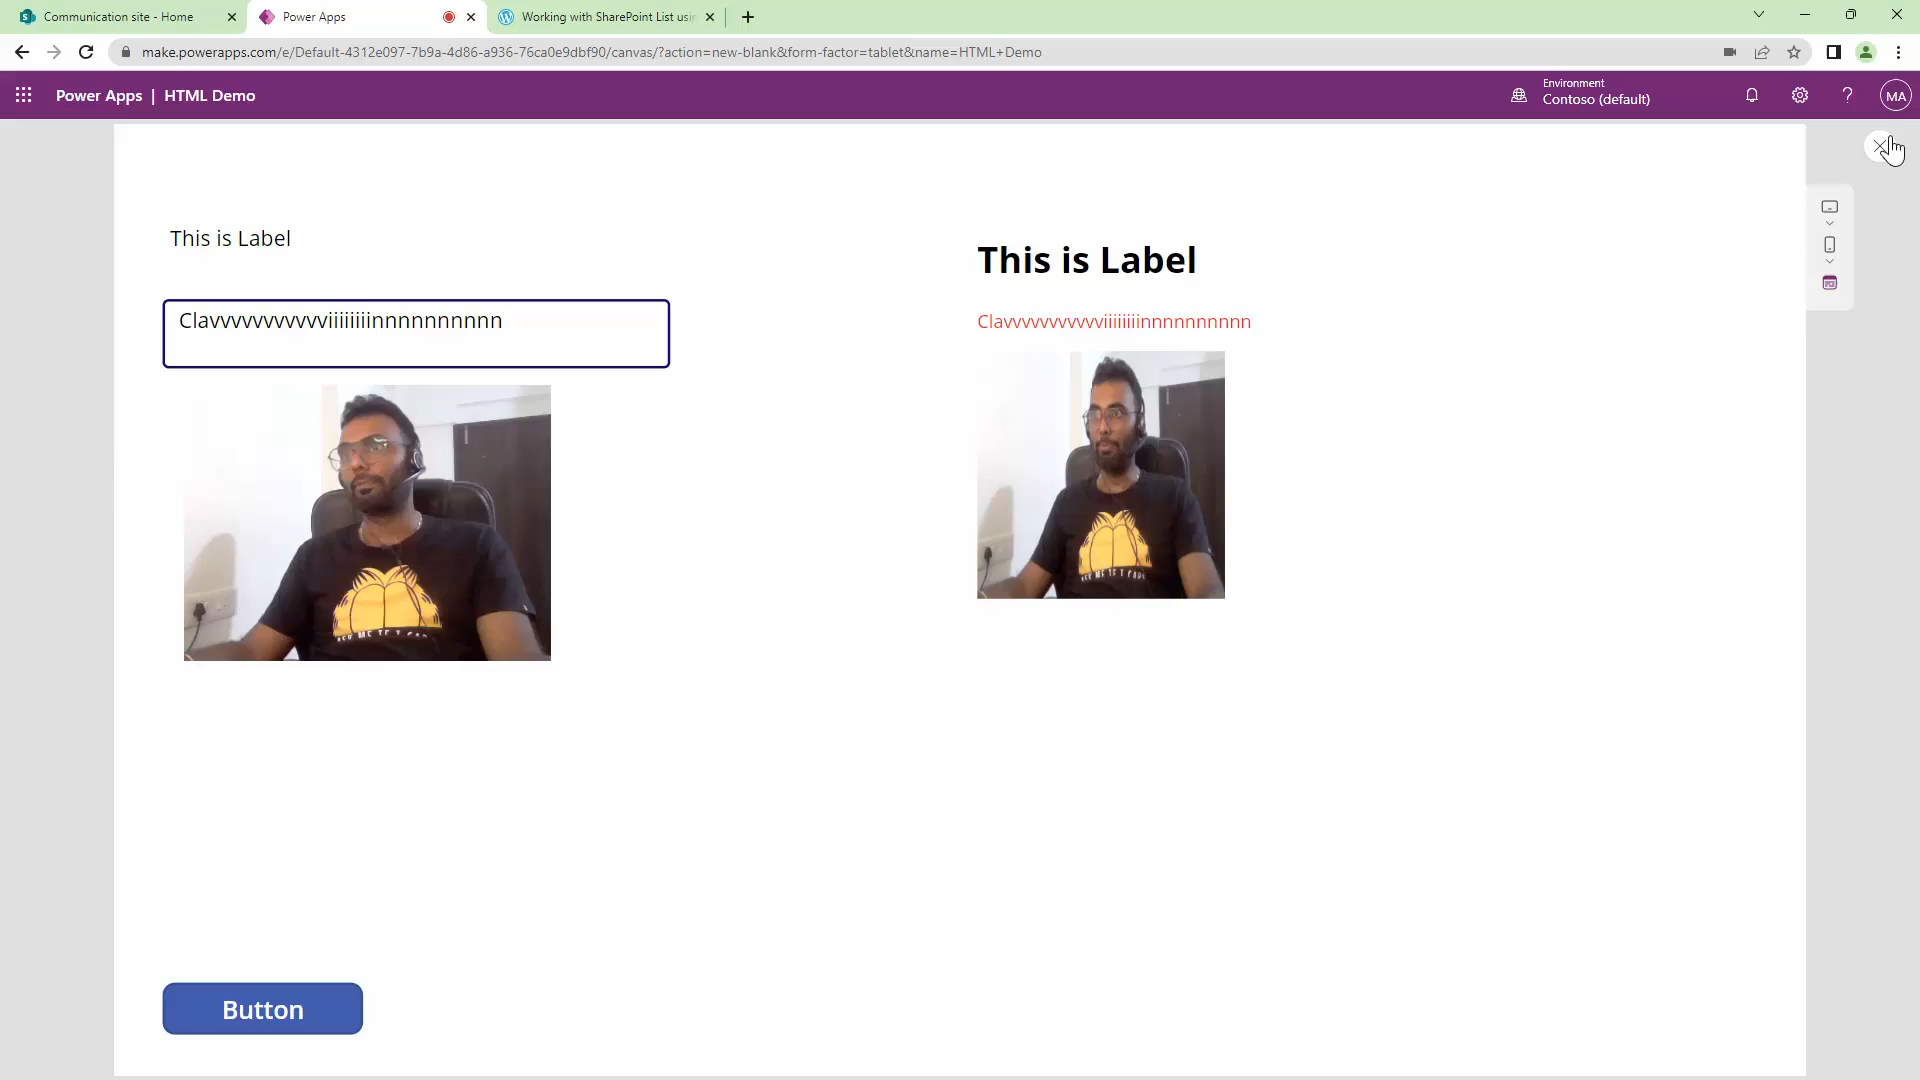 Communication site - Home
Power Apps
Working with SharePoint List usin
make.powerapps.com/e/Default-4312e097-7b9a-4d86-a936-76ca0e9dbf90/canvas/?action=new-blank&form-factor=tablet&name=HTML+Demo
Power Apps | HTML Demo
Environment
Contoso (default)
MA
This is Label
This is Label
Clavvvvvvvvvvviiiiiiiinnnnnnnnnn
Clavvvvvvvvvvviiiiiiiinnnnnnnnnn
Button